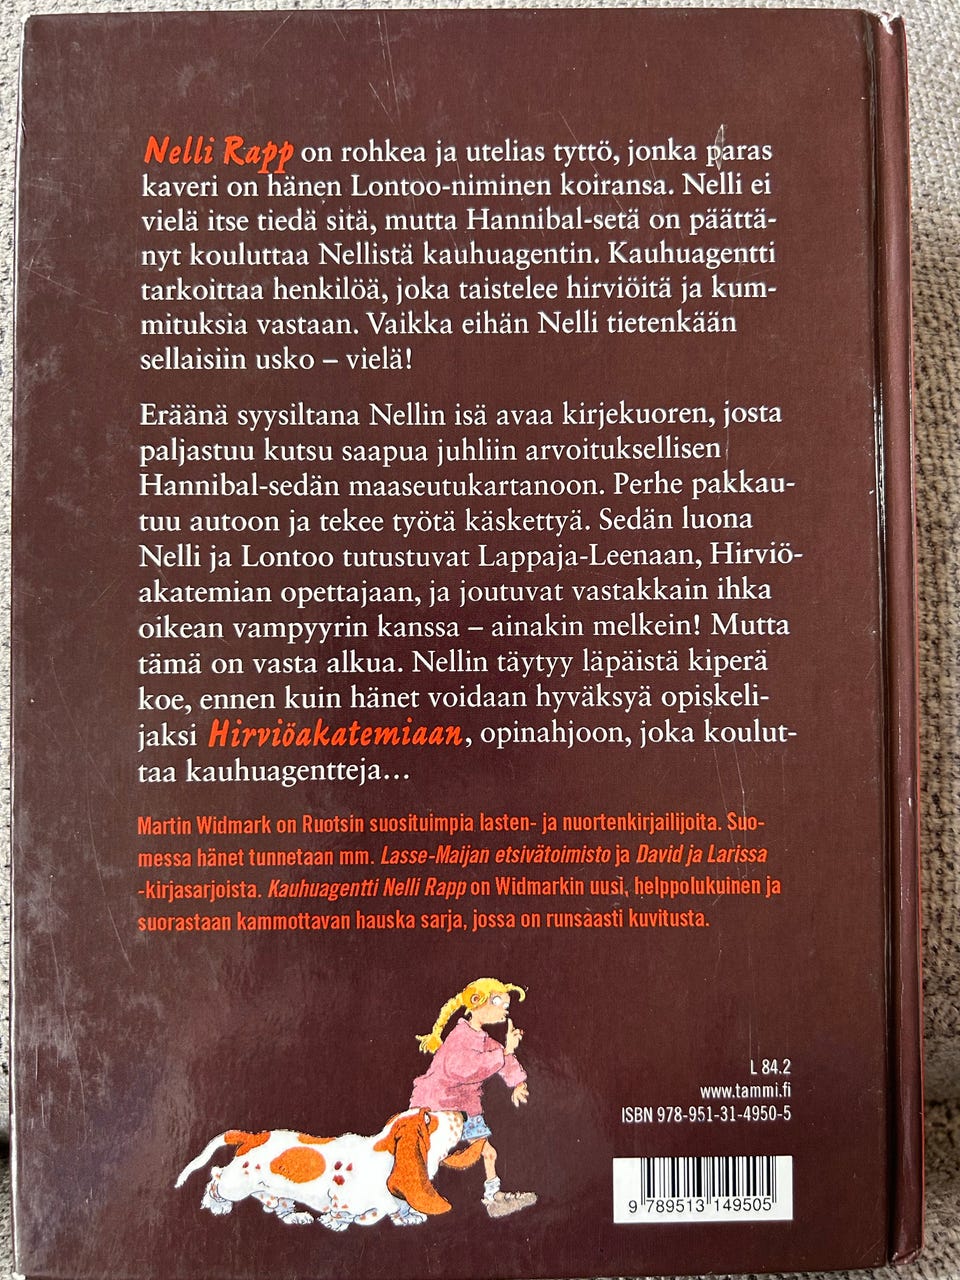 Nelli Rapp on rohkea ja utelias tyttö, jonka paras
kaveri on hänen Lontoo-niminen koiransa. Nelli ei
vielä itse tiedä sitä, mutta Hannibal-setä on päättä-
nyt kouluttaa Nellistä kauhuagentin. Kauhuagentti
tarkoittaa henkilöä, joka taistelee hirviöitä ja kum-
mituksia vastaan. Vaikka eihän Nelli tietenkään
sellaisiin usko – vielä!
Eräänä syysiltana Nellin isä avaa kirjekuoren, josta
paljastuu kutsu saapua juhliin arvoituksellisen
Hannibal-sedän maaseutukartanoon. Perhe pakkau-
tuu autoon ja tekee työtä käskettyä. Sedän luona
Nelli ja Lontoo tutustuvat Lappaja-Leenaan, Hirviö-
akatemian opettajaan, ja joutuvat vastakkain ihka
oikean vampyyrin kanssa – ainakin melkein! Mutta
tämä on vasta alkua. Nellin täytyy läpäistä kiperä
koe, ennen kuin hänet voidaan hyväksyä opiskeli-
jaksi Hirviöakatemiaan, opinahjoon, joka koulut-
taa kauhuagentteja...
Martin Widmark on Ruotsin suosituimpia lasten- ja nuortenkirjailijoita. Suo-
messa hänet tunnetaan mm. Lasse-Maijan etsivätoimisto ja David ja Larissa
-kirjasarjoista. Kauhuagentti Nelli Rapp on Widmarkin uusi, helppolukuinen ja
suorastaan kammottavan hauska sarja, jossa on runsaasti kuvitusta.
L 84.2
www.tammi.fi
ISBN 978-951-31-4950-5
9 789513 149505